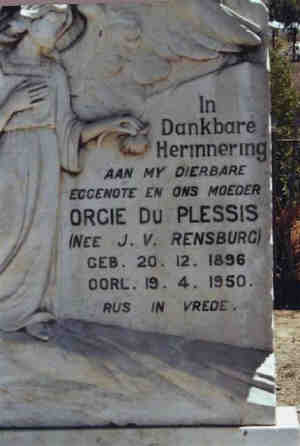 In
Dankbare
Herinnering
AAN MY DIERBARE
EGGENOTE EN ONS MOEDER
ORGIE DU PLESSIS
(NEE J. V. RENSBURG)
GEB. 20. 12. 1896
OORL. 19. 4. 1950.
RUS IN VREDE.